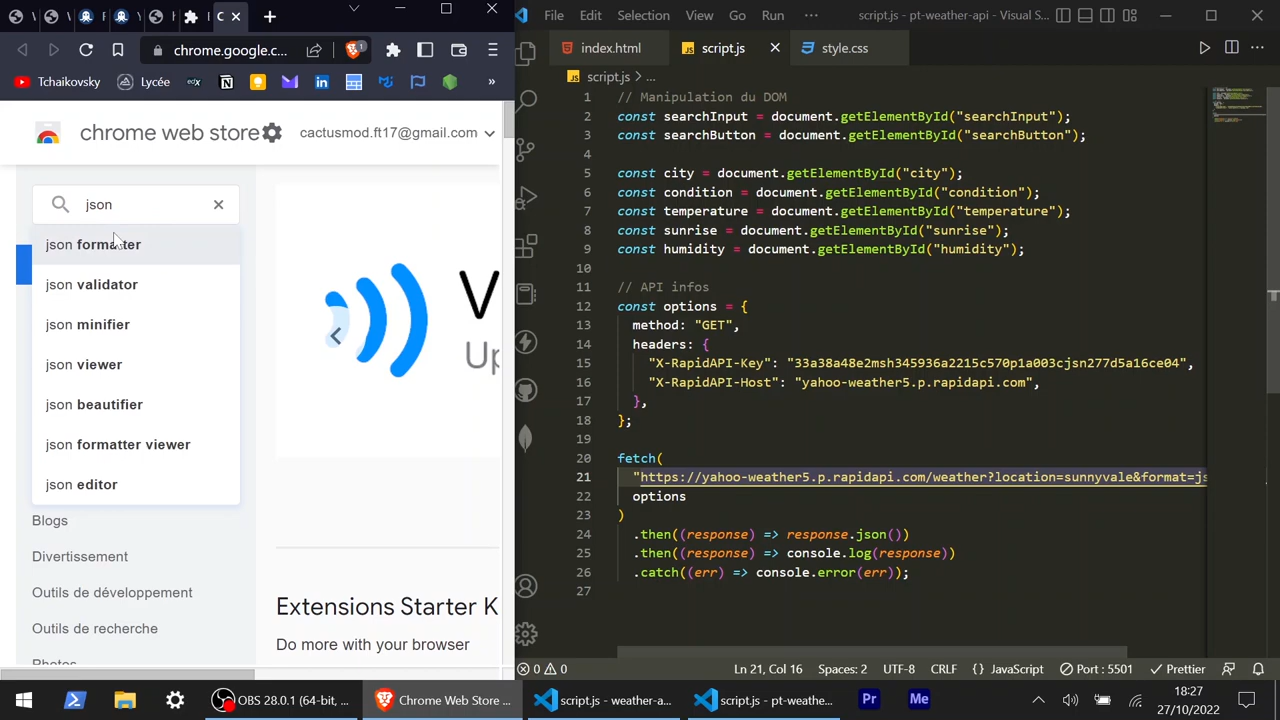 C
chrome.google.c...
1
Tchaikovsky
Lycée
edx
»
chrome web store
cactusmod.ft17@gmail.com
json
json formatter
json validator
json minifier
json viewer
json beautifier
json formatter viewer
json editor
Blogs
Divertissement
Outils de développement
Outils de recherche
Photos
V
Up
Extensions Starter K
Do more with your browser
File Edit Selection View Go Run ··· script.js - pt-weather-api - Visual S...
index.html
JS script.js
style.css
JS script.js > ...
1 // Manipulation du DOM
2 const searchInput = document.getElementById("searchInput");
3 const searchButton = document.getElementById("searchButton");
4
5 const city = document.getElementById("city");
6 const condition = document.getElementById("condition");
7 const temperature = document.getElementById("temperature");
8 const sunrise = document.getElementById("sunrise");
9 const humidity = document.getElementById("humidity");
10
11 // API infos
12 const options = {
13 method: "GET",
14 headers: {
15 "X-RapidAPI-Key": "33a38a48e2msh345936a2215c570p1a003cjsn277d5a16ce04",
16 "X-RapidAPI-Host": "yahoo-weather5.p.rapidapi.com",
17 },
18 };
19
20 fetch(
21 "https://yahoo-weather5.p.rapidapi.com/weather?location=sunnyvale&format=js
22 options
23 )
24 .then((response) => response.json())
25 .then((response) => console.log(response))
26 .catch((err) => console.error(err));
27
0 0 Ln 21, Col 16 Spaces: 2 UTF-8 CRLF {} JavaScript Port : 5501 Prettier
OBS 28.0.1 (64-bit, ...
Chrome Web Store ...
script.js - weather-a...
script.js - pt-weathe...
Pr
Me
18:27
27/10/2022